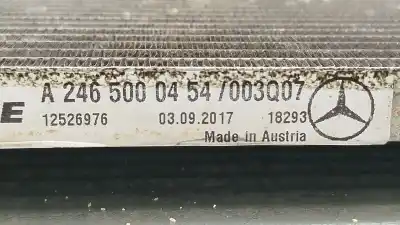 A 246 500 04 54 /003Q07
E
12526976 03.09.2017 18293
Made in Austria